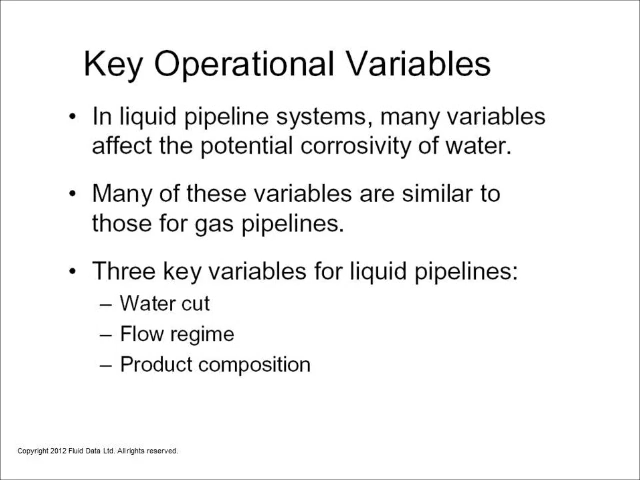 Key Operational Variables
• In liquid pipeline systems, many variables
affect the potential corrosivity of water.
• Many of these variables are similar to
those for gas pipelines.
• Three key variables for liquid pipelines:
– Water cut
– Flow regime
– Product composition
Copyright 2012 Fluid Data Ltd. All rights reserved.